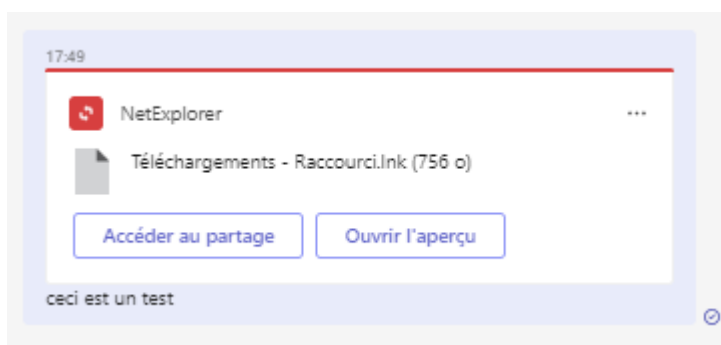 17:49
NetExplorer
Téléchargements - Raccourci.lnk (756 o)
Accéder au partage
Ouvrir l'aperçu
ceci est un test